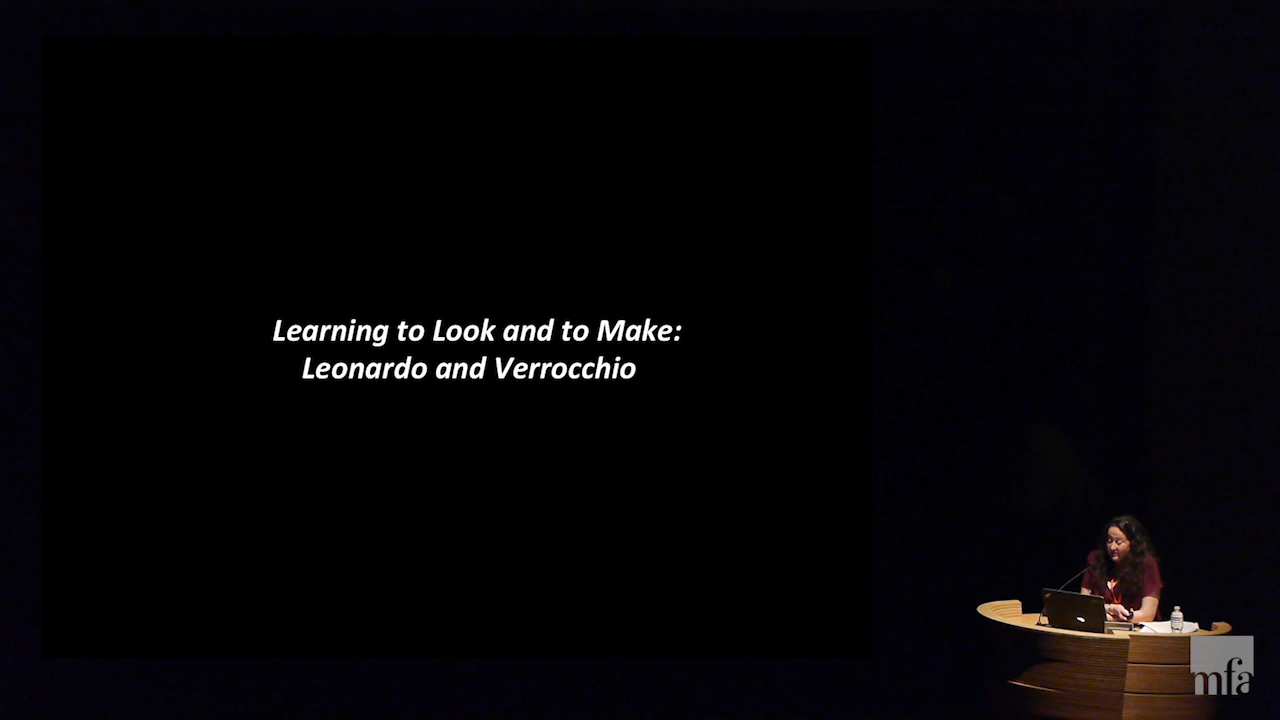 Learning to Look and to Make:
Leonardo and Verrocchio
mfa